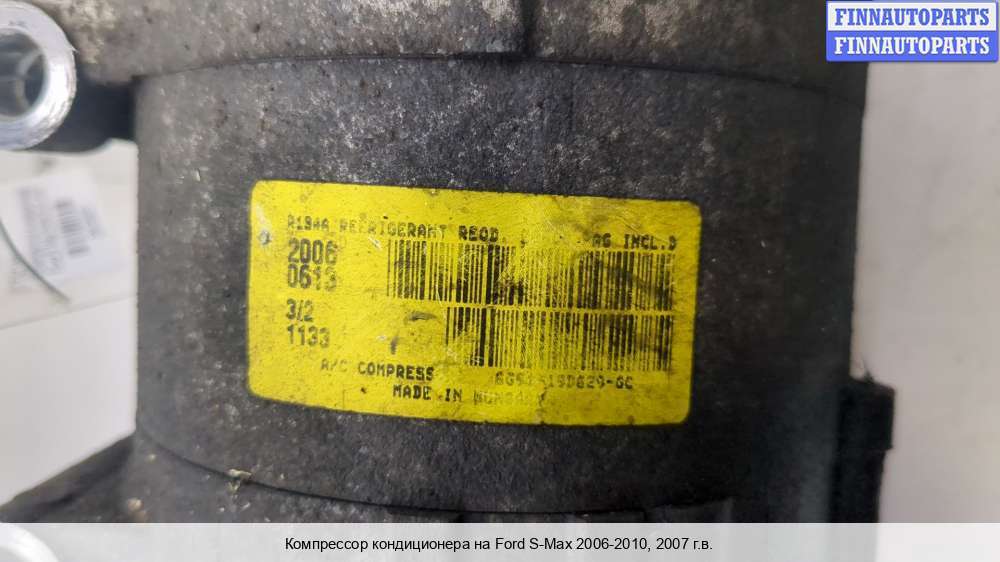 FINNAUTOPARTS
FINNAUTOPARTS
REFRIGERANT REQD. INCL.D
2006
0613
3/2
1133
A/C COMPRESS
MADE IN
Компрессор кондиционера на Ford S-Max 2006-2010, 2007 г.в.